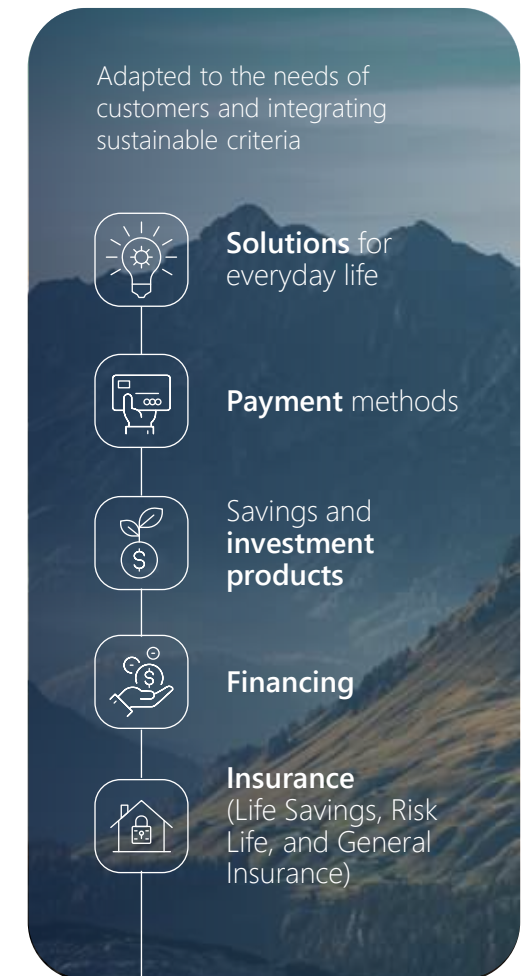 Adapted to the needs of
customers and integrating
sustainable criteria
Solutions for
everyday life
Payment methods
Savings and
investment
products
Financing
Insurance
(Life Savings, Risk
Life, and General
Insurance)